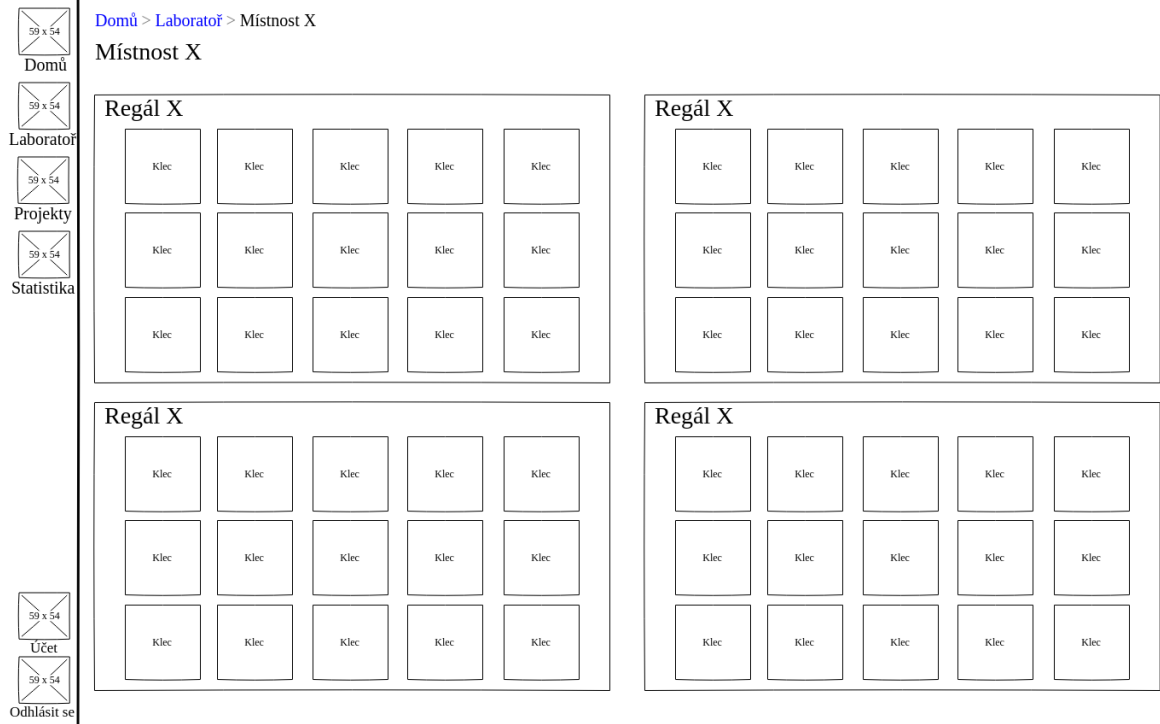 59 x 54
Domů
59 x 54
Laboratoř
59 x 54
Projekty
59 x 54
Statistika
59 x 54
Účet
59 x 54
Odhlásit se
Domů > Laboratoř > Místnost X
Místnost X
Regál X
Klec Klec Klec Klec Klec
Klec Klec Klec Klec Klec
Klec Klec Klec Klec Klec
Regál X
Klec Klec Klec Klec Klec
Klec Klec Klec Klec Klec
Klec Klec Klec Klec Klec
Regál X
Klec Klec Klec Klec Klec
Klec Klec Klec Klec Klec
Klec Klec Klec Klec Klec
Regál X
Klec Klec Klec Klec Klec
Klec Klec Klec Klec Klec
Klec Klec Klec Klec Klec